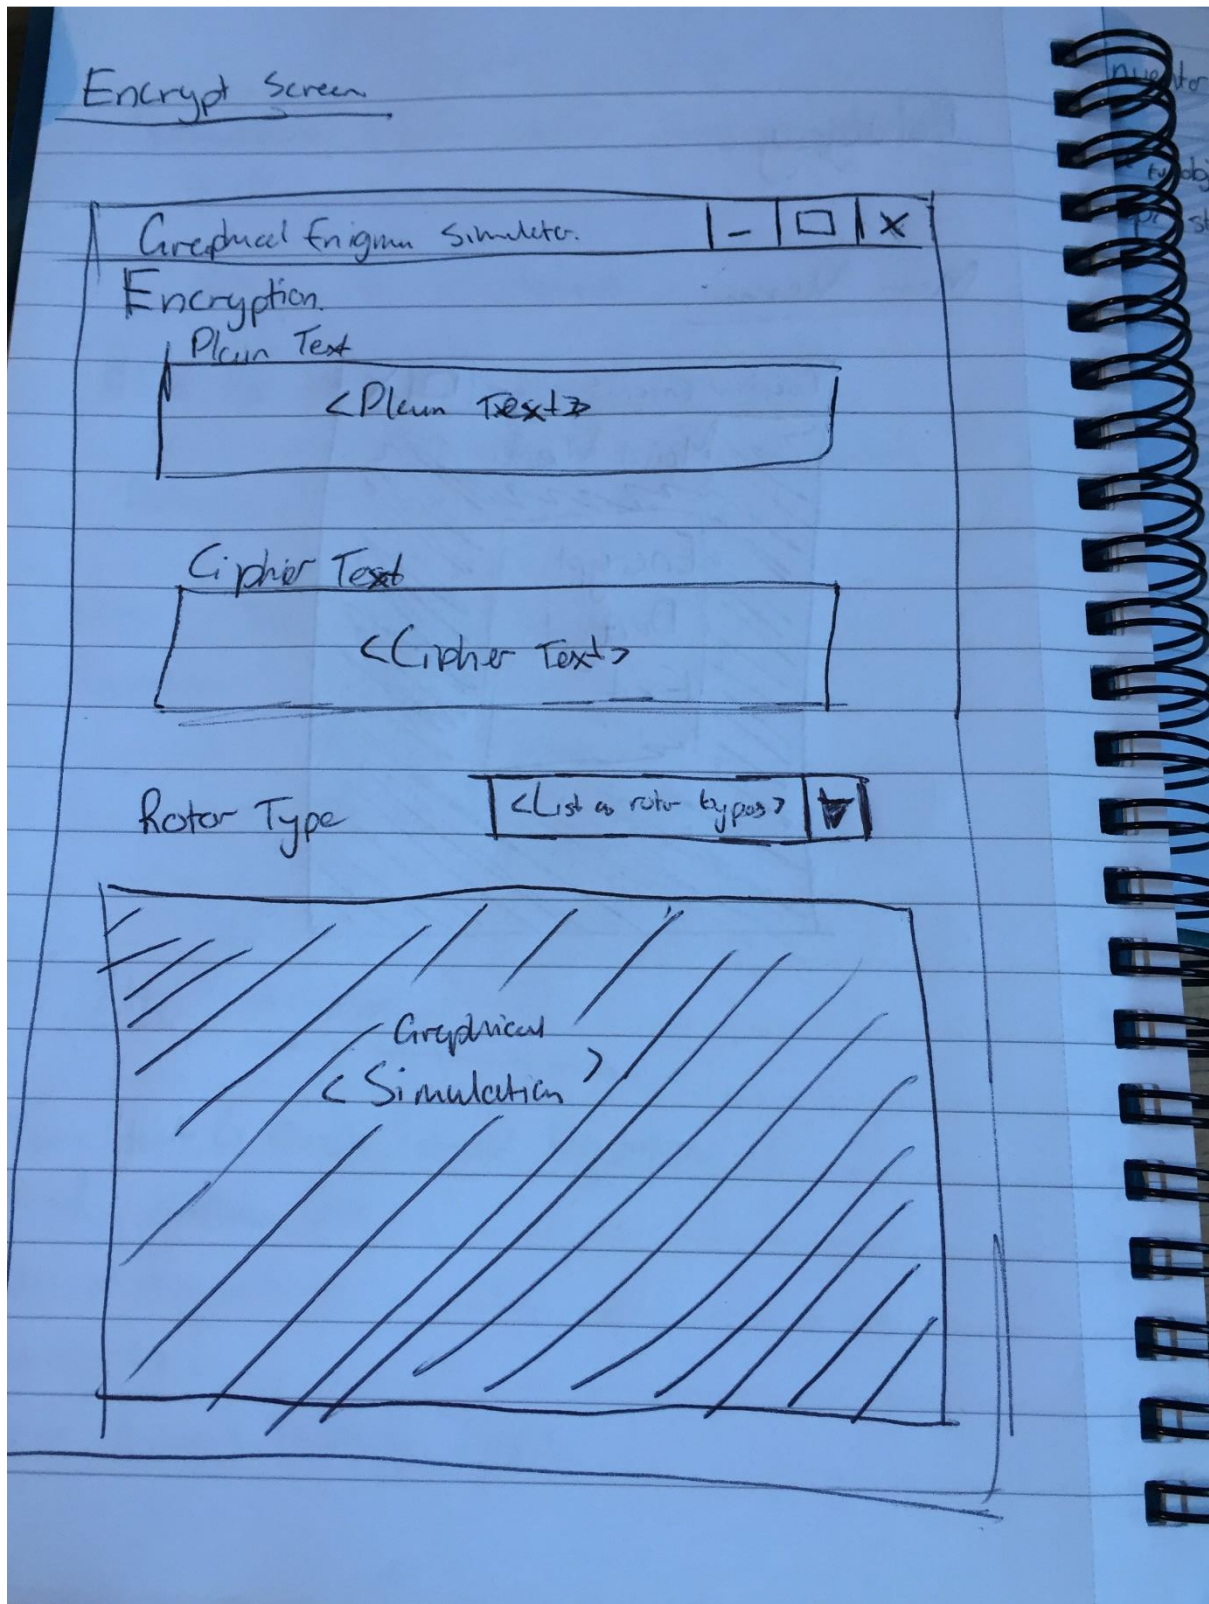 Encrypt Screen
Graphical Enigma Simulator.
Encryption.
Plain Text
<Plain Text>
Cipher Text
<Cipher Text>
Rotor Type
<List rotor types>
Graphical
<Simulation>